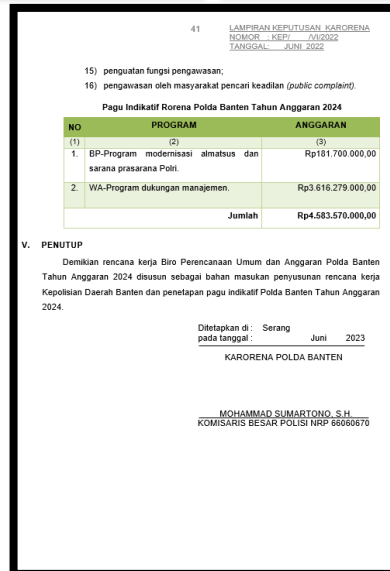 41 LAMPIRAN KEPUTUSAN KARORENA
NOMOR : KEP/ /VI/2022
TANGGAL: JUNI 2022
15) penguatan fungsi pengawasan;
16) pengawasan oleh masyarakat pencari keadilan (public complaint).
Pagu Indikatif Rorena Polda Banten Tahun Anggaran 2024
NO PROGRAM ANGGARAN
(1) (2) (3)
1. BP-Program modernisasi almatsus dan Rp181.700.000,00
sarana prasarana Polri.
2. WA-Program dukungan manajemen. Rp3.616.279.000,00
Jumlah Rp4.583.570.000,00
V. PENUTUP
Demikian rencana kerja Biro Perencanaan Umum dan Anggaran Polda Banten
Tahun Anggaran 2024 disusun sebagai bahan masukan penyusunan rencana kerja
Kepolisian Daerah Banten dan penetapan pagu indikatif Polda Banten Tahun Anggaran
2024.
Ditetapkan di : Serang
pada tanggal : Juni 2023
KARORENA POLDA BANTEN
MOHAMMAD SUMARTONO, S.H.
KOMISARIS BESAR POLISI NRP 66060670